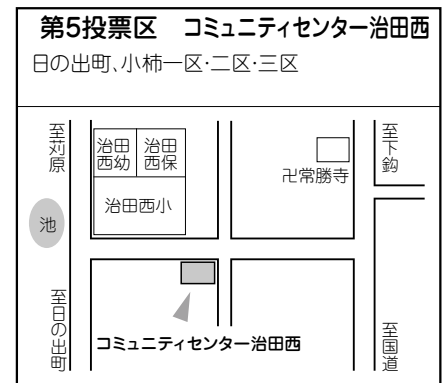 第5投票区 コミュニティセンター治田西
日の出町、小柿一区・二区・三区
至苅原
治田西幼
治田西保
治田西小
卍常勝寺
至下鈎
池
至日の出町
コミュニティセンター治田西
至国道